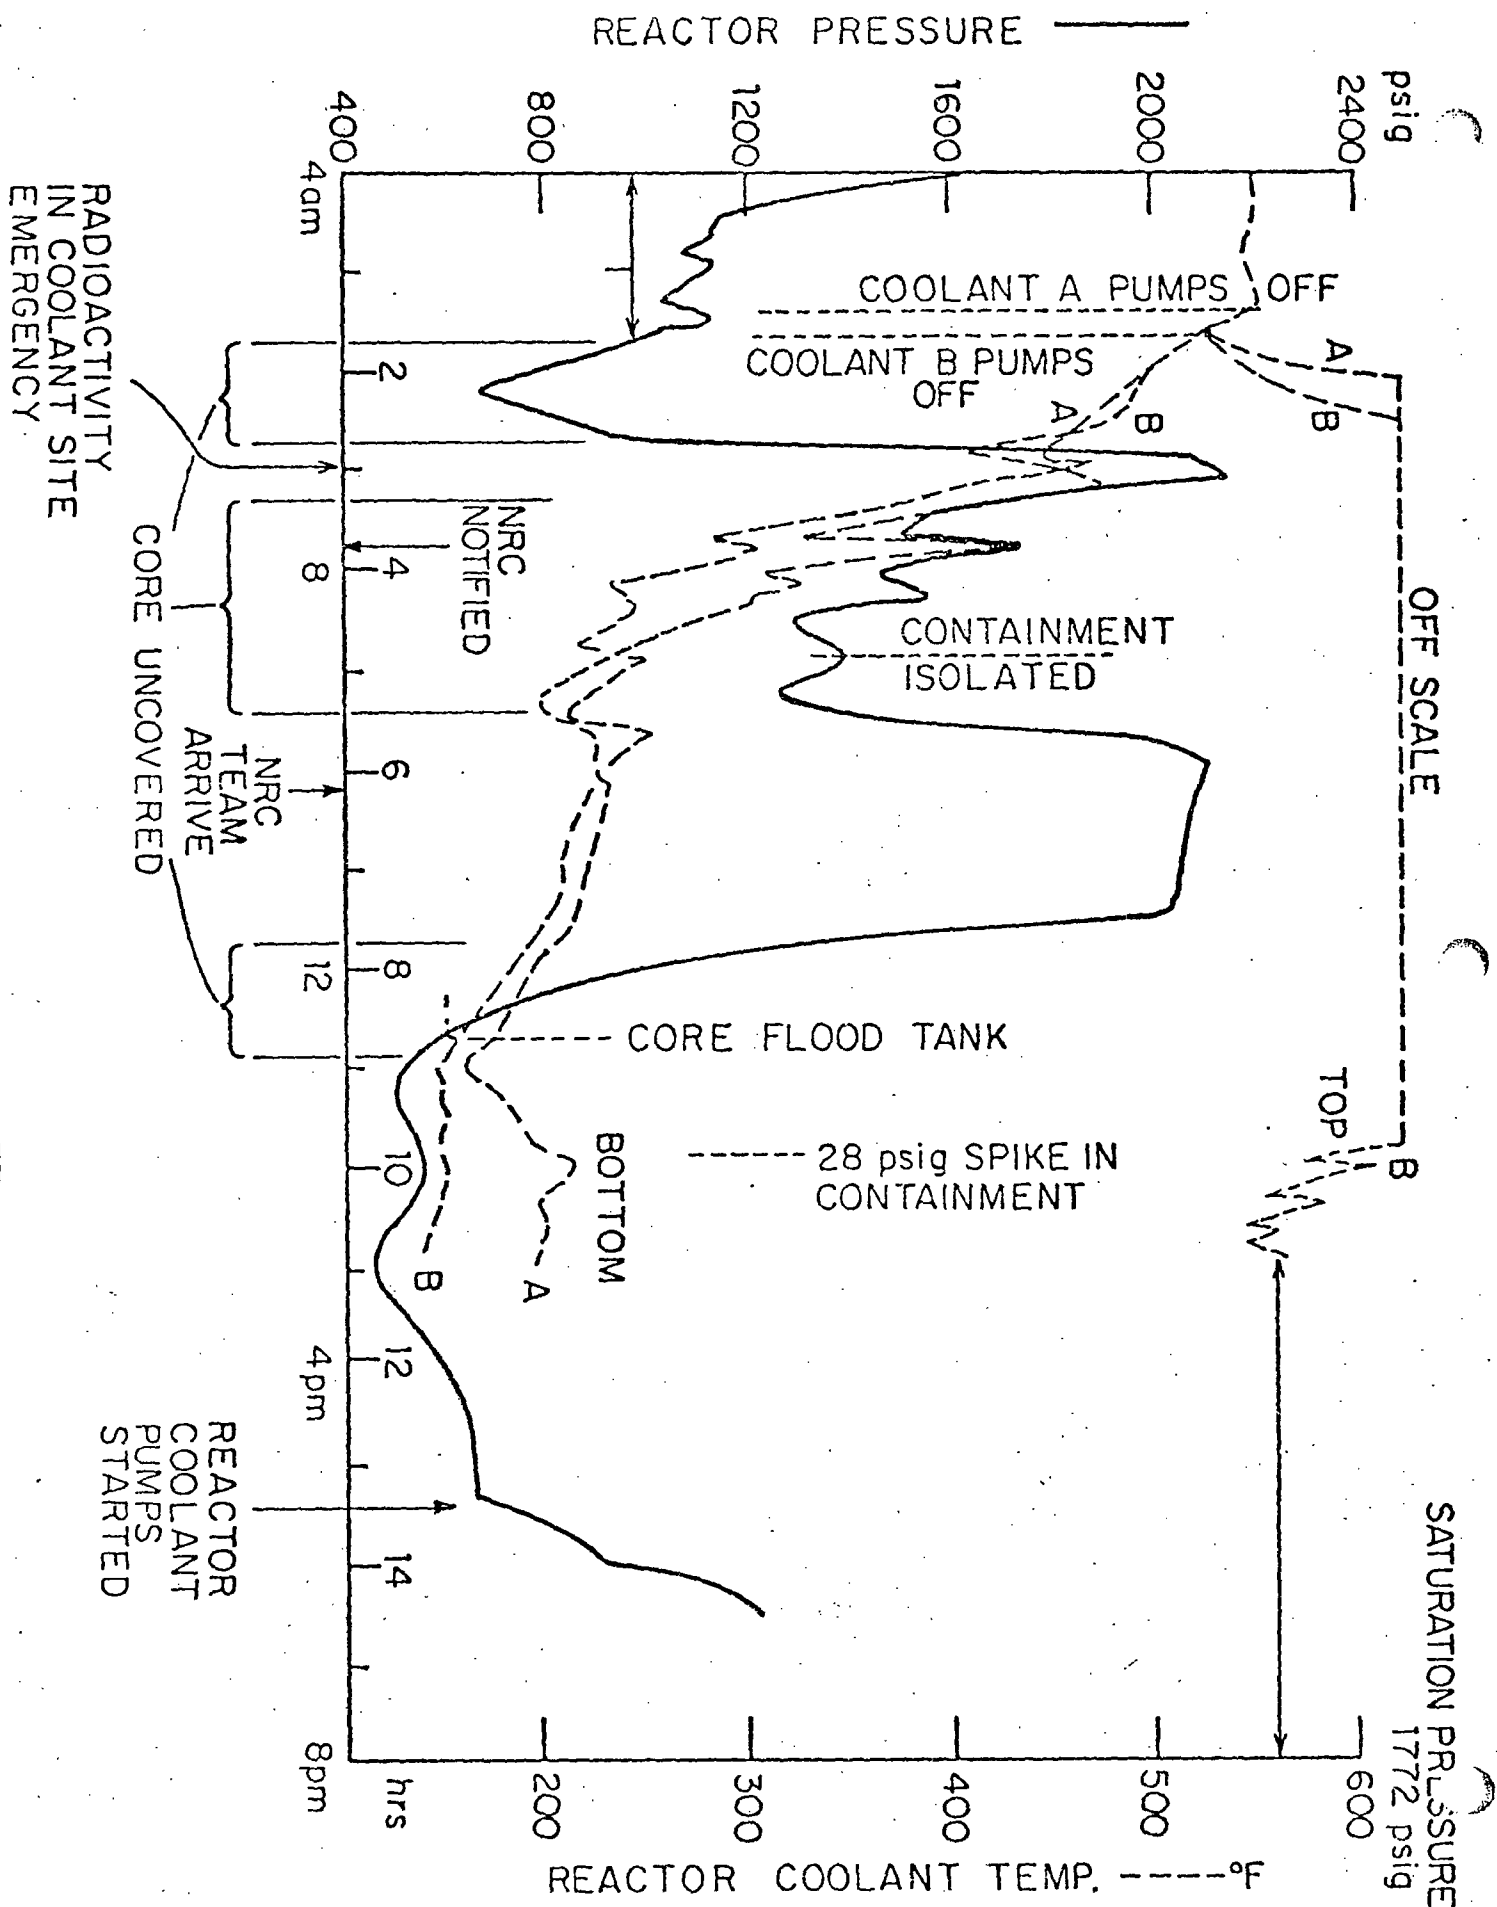 REACTOR PRESSURE
psig
2400
2000
1600
1200
800
400
SATURATION PRESSURE
1772 psig
OFF SCALE
COOLANT A PUMPS OFF
COOLANT B PUMPS
OFF
A
B
A
B
CONTAINMENT
ISOLATED
NRC
NOTIFIED
CORE FLOOD TANK
28 psig SPIKE IN
CONTAINMENT
TOP
B
BOTTOM
A
B
2
4
6
8
10
12
14
hrs
4am
8
12
4pm
8pm
RADIOACTIVITY
IN COOLANT SITE
EMERGENCY
CORE UNCOVERED
NRC
TEAM
ARRIVE
REACTOR
COOLANT
PUMPS
STARTED
600
500
400
300
200
REACTOR COOLANT TEMP. -----°F